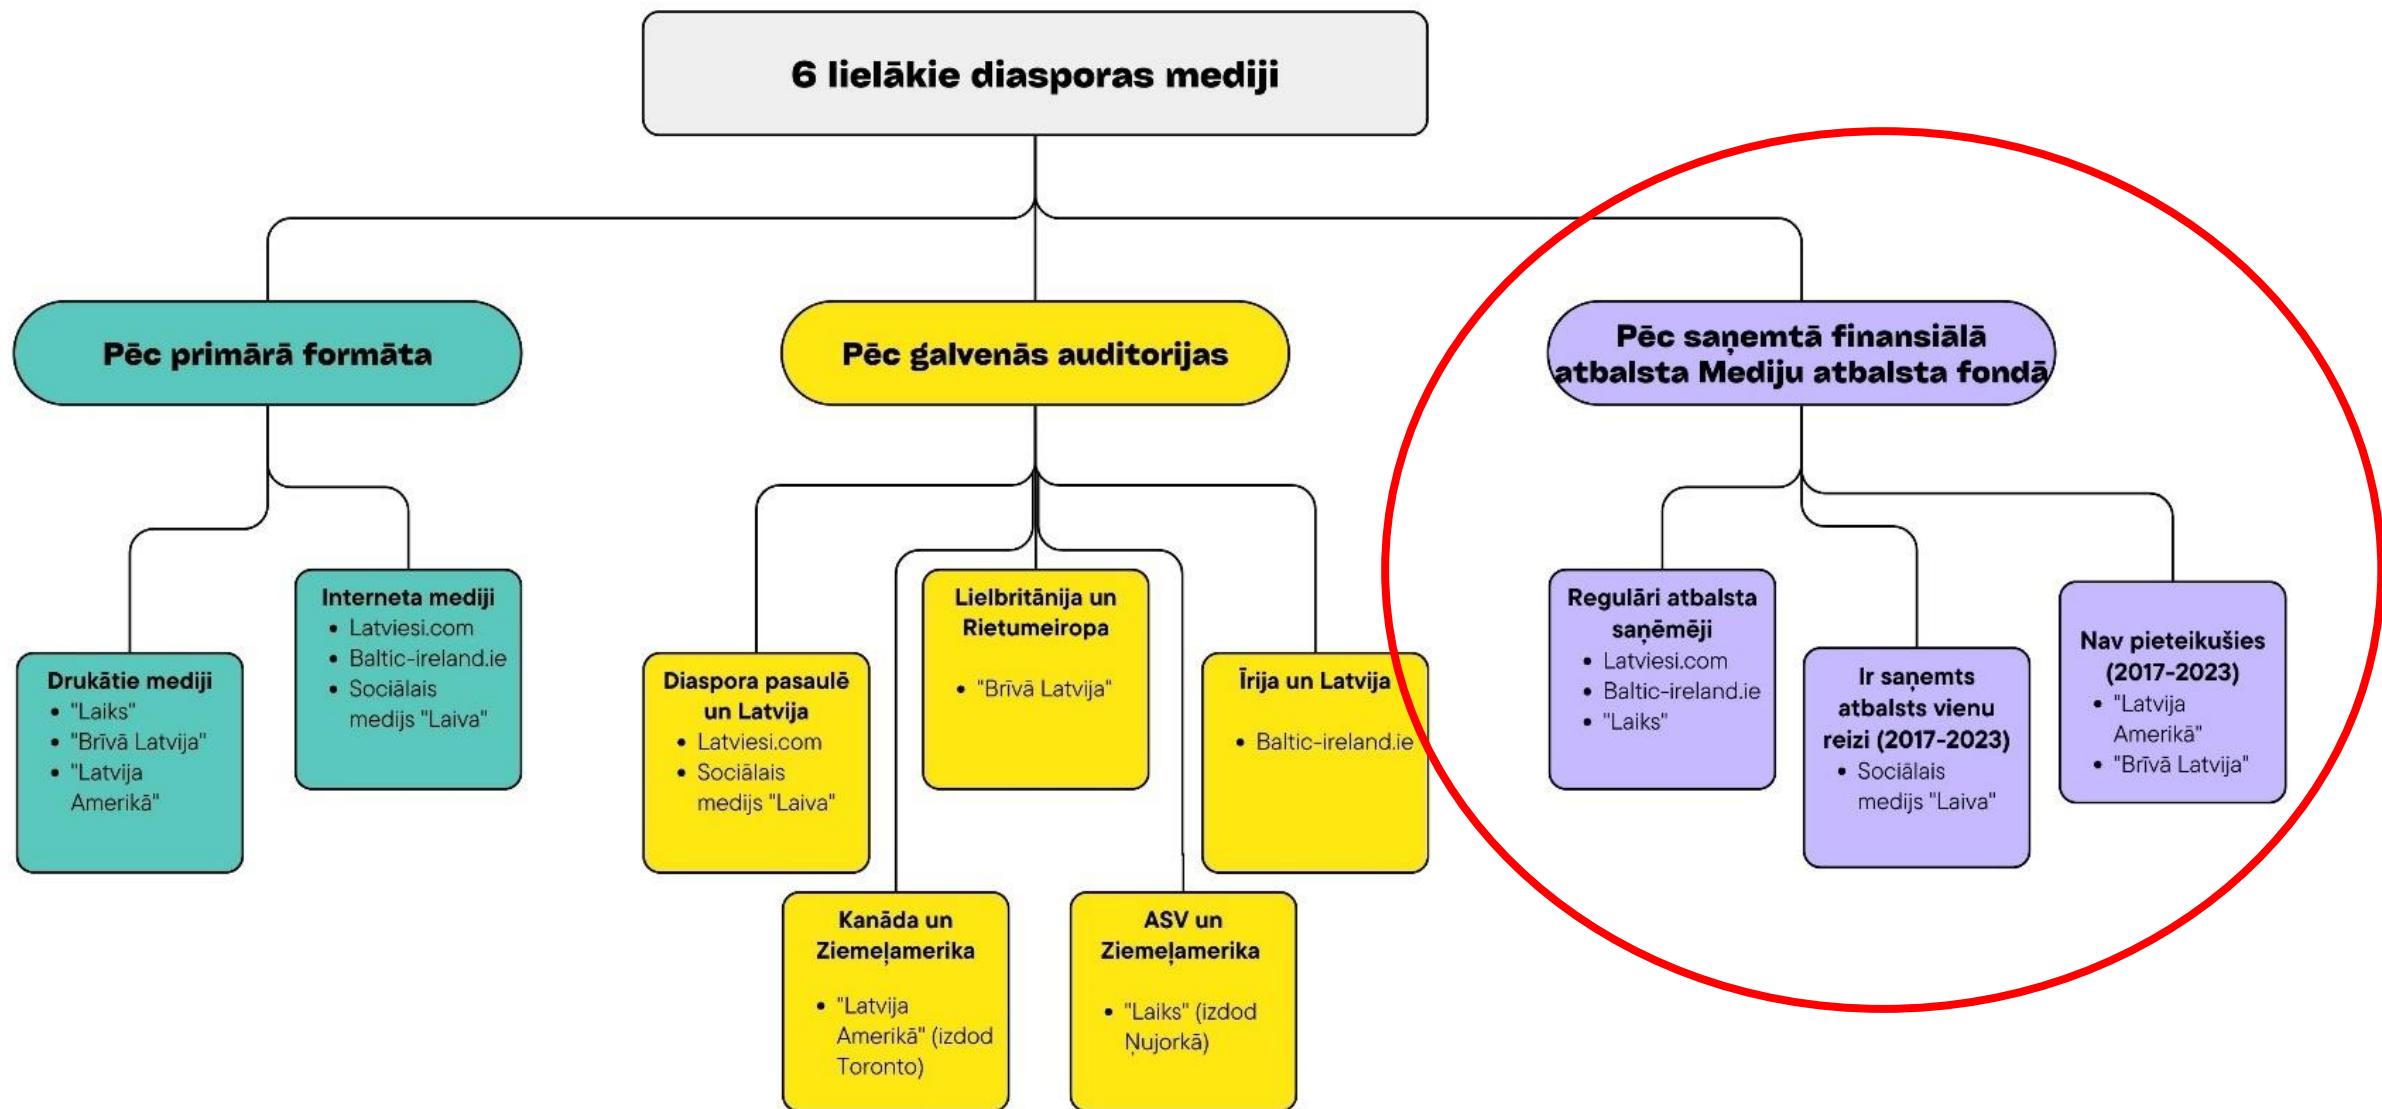 6 lielākie diasporas mediji
Pēc primārā formāta
Drukātie mediji
• "Laiks"
• "Brīvā Latvija"
• "Latvija
Amerikā"
Interneta mediji
• Latviesi.com
• Baltic-ireland.ie
• Sociālais
medijs "Laiva"
Pēc galvenās auditorijas
Diaspora pasaulē
un Latvija
• Latviesi.com
• Sociālais
medijs "Laiva"
Kanāda un
Ziemeļamerika
• "Latvija
Amerikā" (izdod
Toronto)
Lielbritānija un
Rietumeiropa
• "Brīvā Latvija"
ASV un
Ziemeļamerika
• "Laiks" (izdod
Ņujorkā)
Īrija un Latvija
• Baltic-ireland.ie
Pēc saņemtā finansiālā
atbalsta Mediju atbalsta fondā
Regulāri atbalsta
saņēmēji
• Latviesi.com
• Baltic-ireland.ie
• "Laiks"
Ir saņemts
atbalsts vienu
reizi (2017-2023)
• Sociālais
medijs "Laiva"
Nav pieteikušies
(2017-2023)
• "Latvija
Amerikā"
• "Brīvā Latvija"